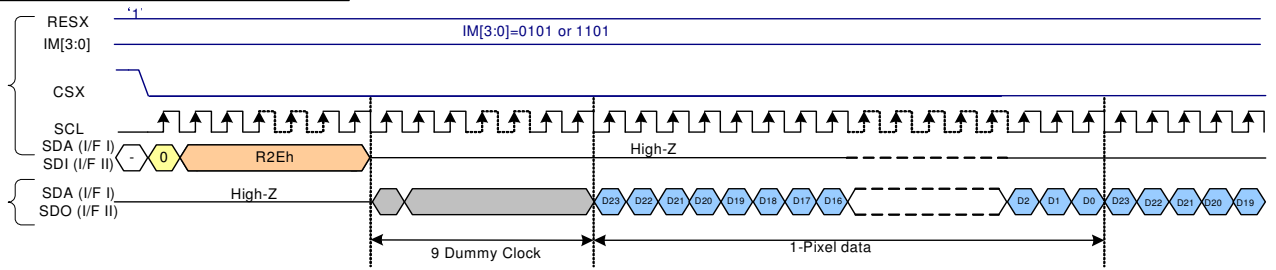 RESX '1'
IM[3:0] IM[3:0]=0101 or 1101
CSX
SCL
SDA (I/F I)
SDI (I/F II) - 0 R2Eh High-Z
SDA (I/F I)
SDO (I/F II) High-Z D23 D22 D21 D20 D19 D18 D17 D16 D2 D1 D0 D23 D22 D21 D20 D19
9 Dummy Clock 1-Pixel data